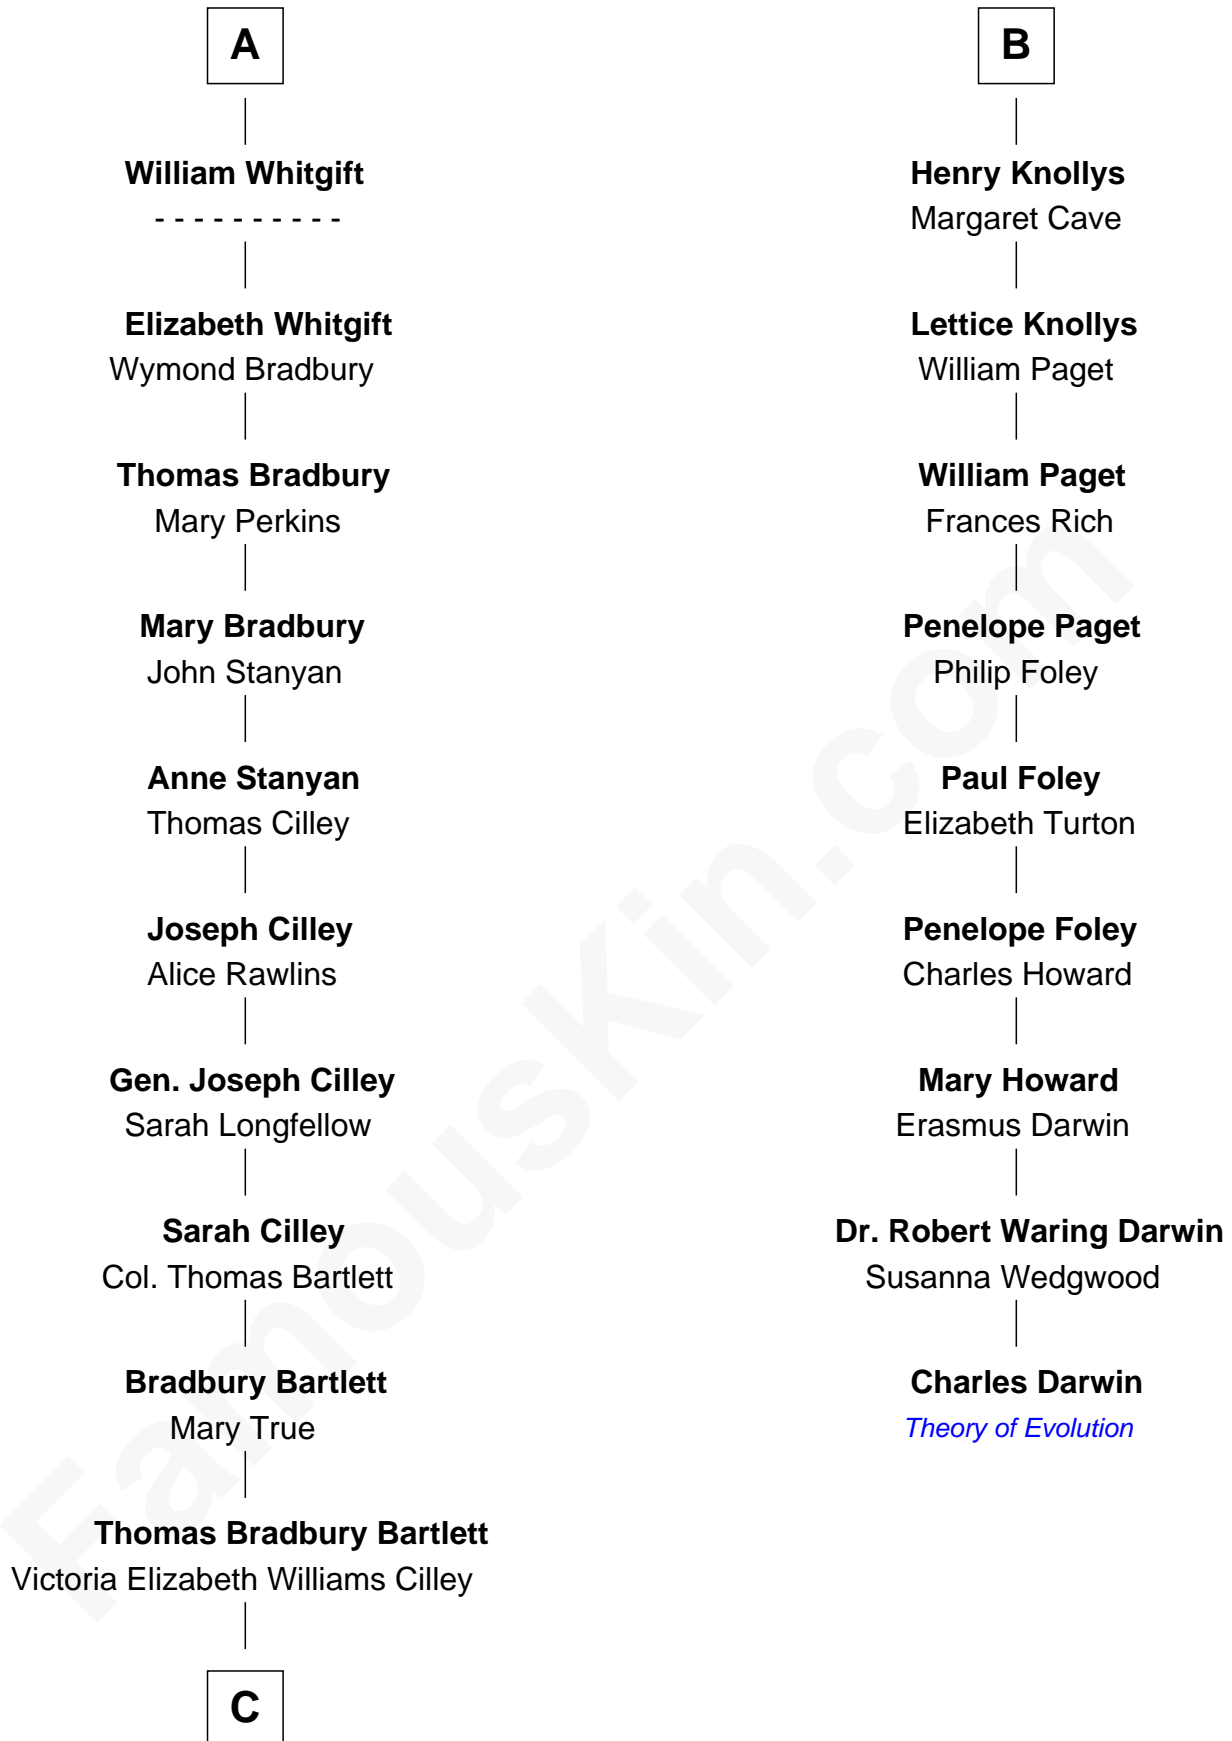 A
William Whitgift
- - - - - - - - - -
Elizabeth Whitgift
Wymond Bradbury
Thomas Bradbury
Mary Perkins
Mary Bradbury
John Stanyan
Anne Stanyan
Thomas Cilley
Joseph Cilley
Alice Rawlins
Gen. Joseph Cilley
Sarah Longfellow
Sarah Cilley
Col. Thomas Bartlett
Bradbury Bartlett
Mary True
Thomas Bradbury Bartlett
Victoria Elizabeth Williams Cilley
C
B
Henry Knollys
Margaret Cave
Lettice Knollys
William Paget
William Paget
Frances Rich
Penelope Paget
Philip Foley
Paul Foley
Elizabeth Turton
Penelope Foley
Charles Howard
Mary Howard
Erasmus Darwin
Dr. Robert Waring Darwin
Susanna Wedgwood
Charles Darwin
Theory of Evolution
FamousKin.com